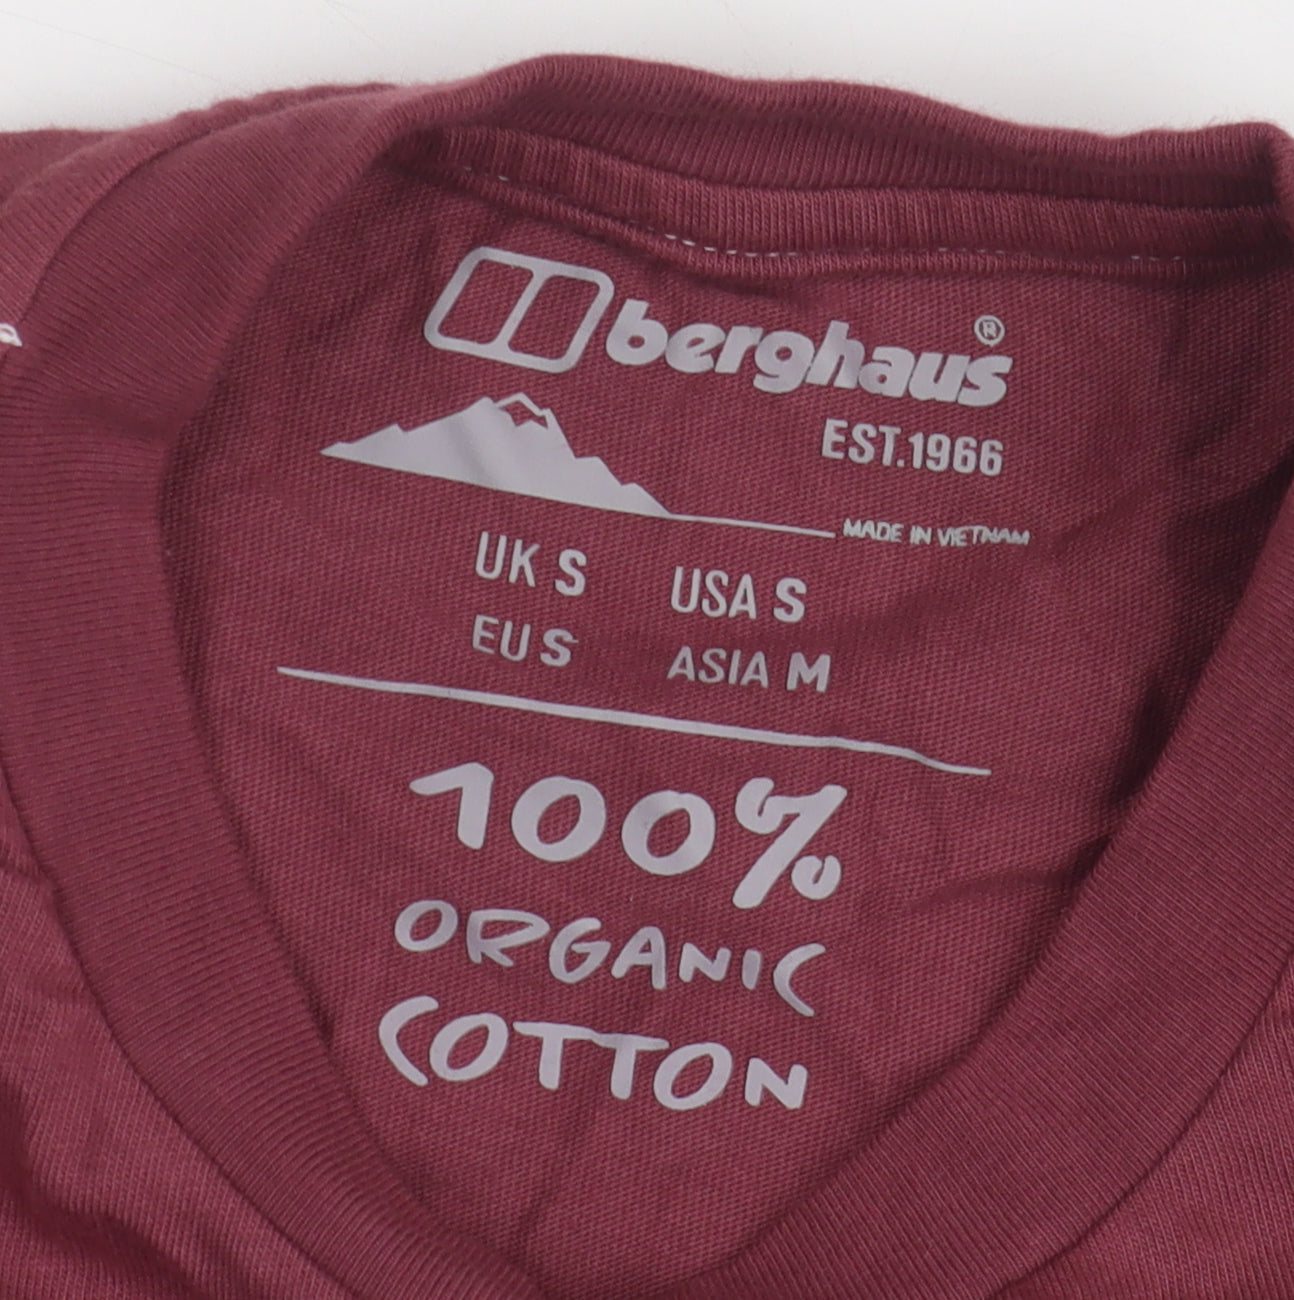 berghaus®
EST.1966
MADE IN VIETNAM
UK S USA S
EU S ASIA M
100%
ORGANIC
COTTON